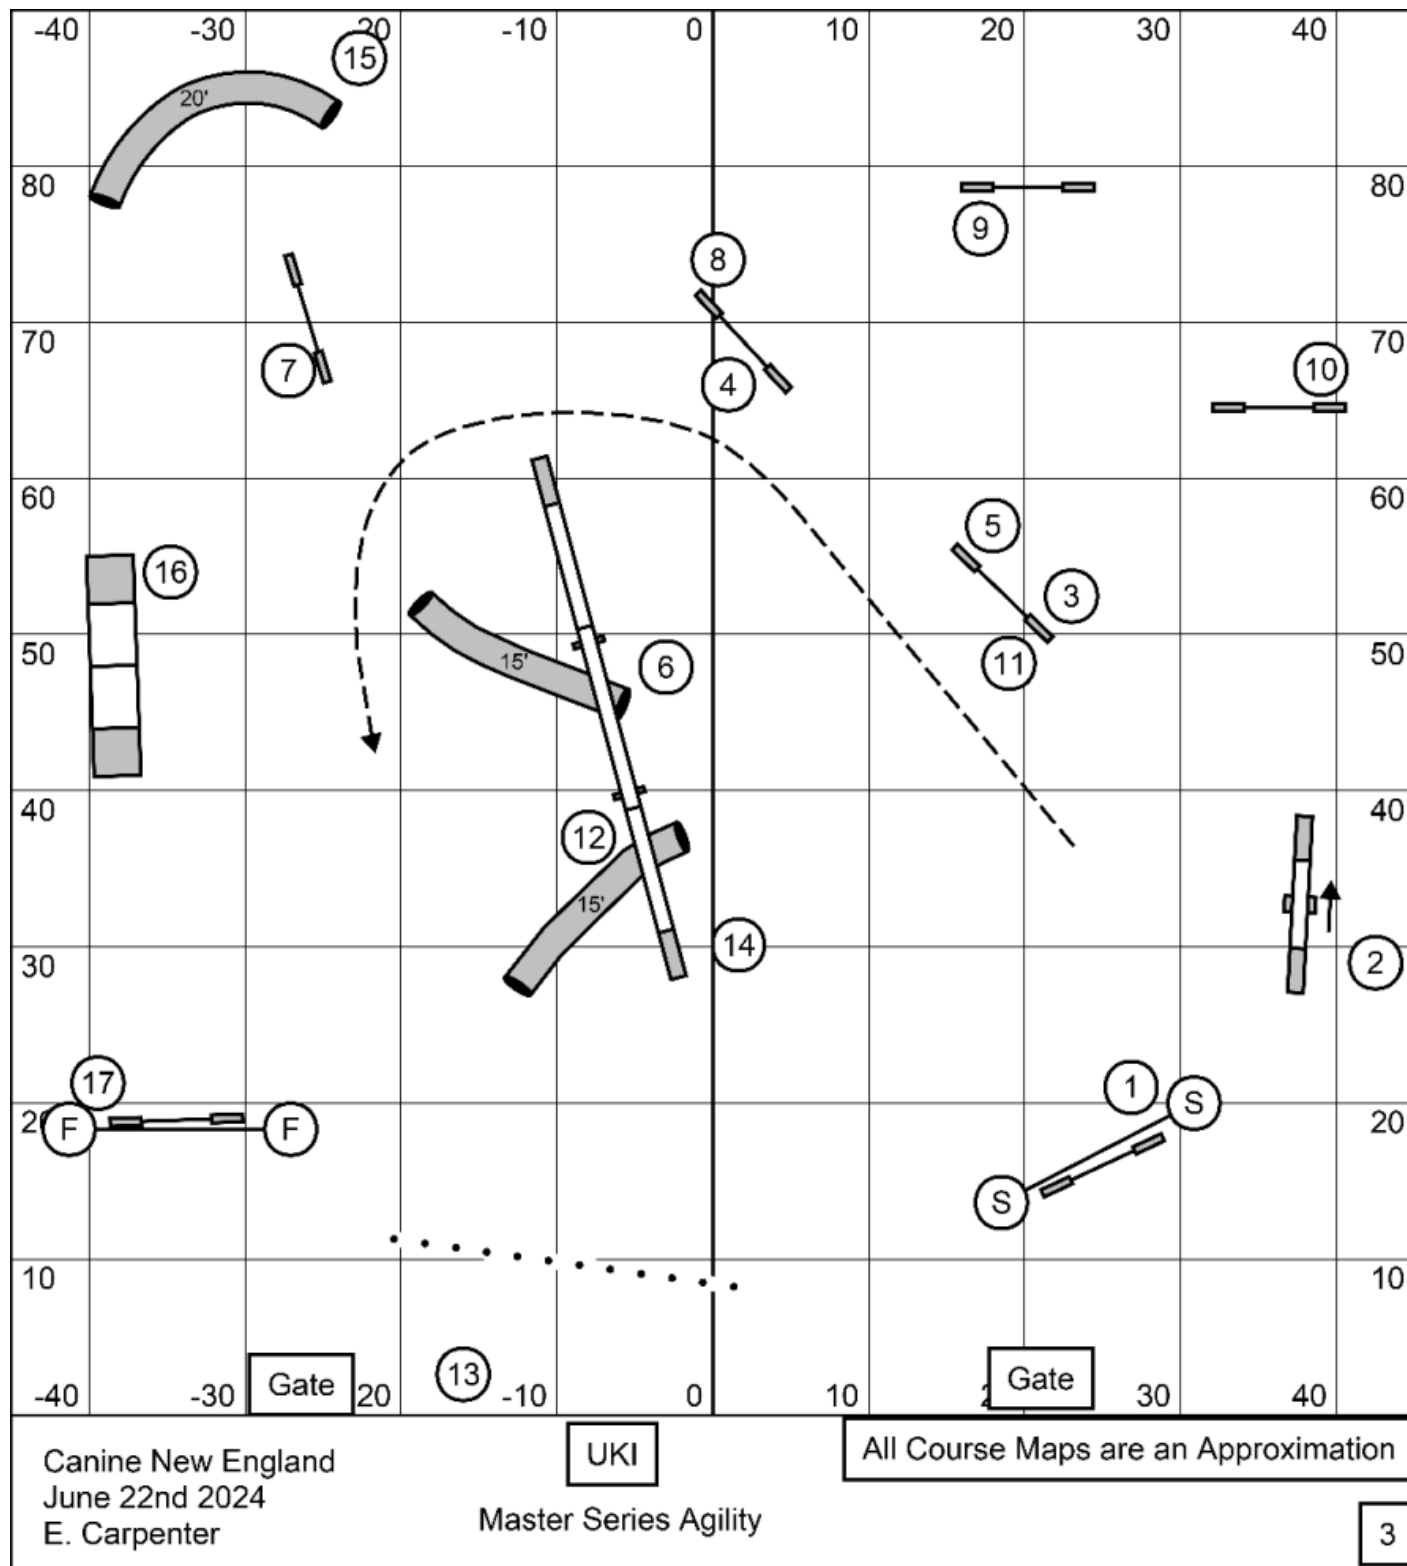 -40 -30 20 -10 0 10 20 30 40
15
20'
80 80
9
8
70 70
7 4 10
60 60
5
16 3
50 50
15' 6 11
40 40
12
15'
14
30 2 30
17 1
S
20 F F 20
S
10 10
13
-40 -30 Gate 20 -10 0 10 Gate 30 40
Canine New England
June 22nd 2024
E. Carpenter
UKI
Master Series Agility
All Course Maps are an Approximation
3